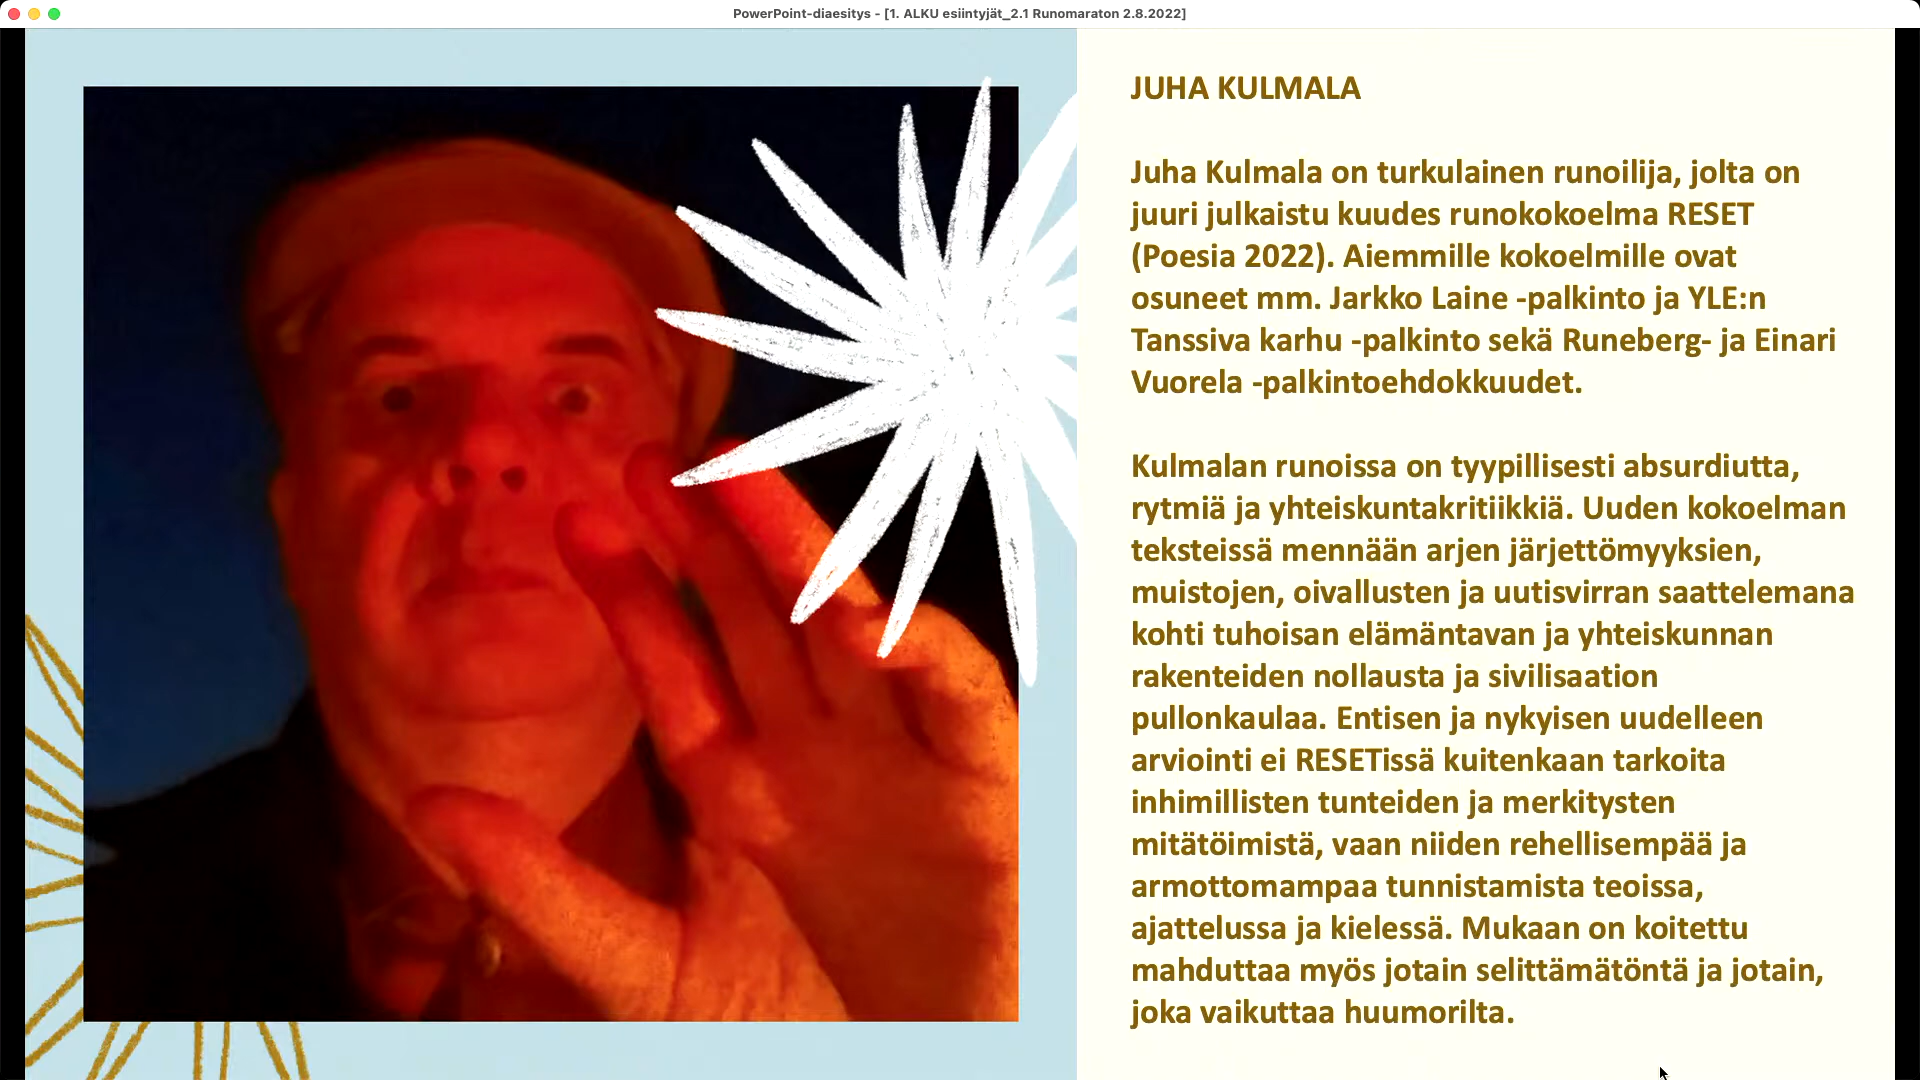 PowerPoint-diaesitys - [1. ALKU esiintyjät_2.1 Runomaraton 2.8.2022]
JUHA KULMALA
Juha Kulmala on turkulainen runoilija, jolta on
juuri julkaistu kuudes runokokoelma RESET
(Poesia 2022). Aiemmille kokoelmille ovat
osuneet mm. Jarkko Laine -palkinto ja YLE:n
Tanssiva karhu -palkinto sekä Runeberg- ja Einari
Vuorela -palkintoehdokkuudet.
Kulmalan runoissa on tyypillisesti absurdiutta,
rytmiä ja yhteiskuntakritiikkiä. Uuden kokoelman
teksteissä mennään arjen järjettömyyksien,
muistojen, oivallusten ja uutisvirran saattelemana
kohti tuhoisan elämäntavan ja yhteiskunnan
rakenteiden nollausta ja sivilisaation
pullonkaulaa. Entisen ja nykyisen uudelleen
arviointi ei RESETissä kuitenkaan tarkoita
inhimillisten tunteiden ja merkitysten
mitätöimistä, vaan niiden rehellisempää ja
armottomampaa tunnistamista teoissa,
ajattelussa ja kielessä. Mukaan on koitettu
mahduttaa myös jotain selittämätöntä ja jotain,
joka vaikuttaa huumorilta.